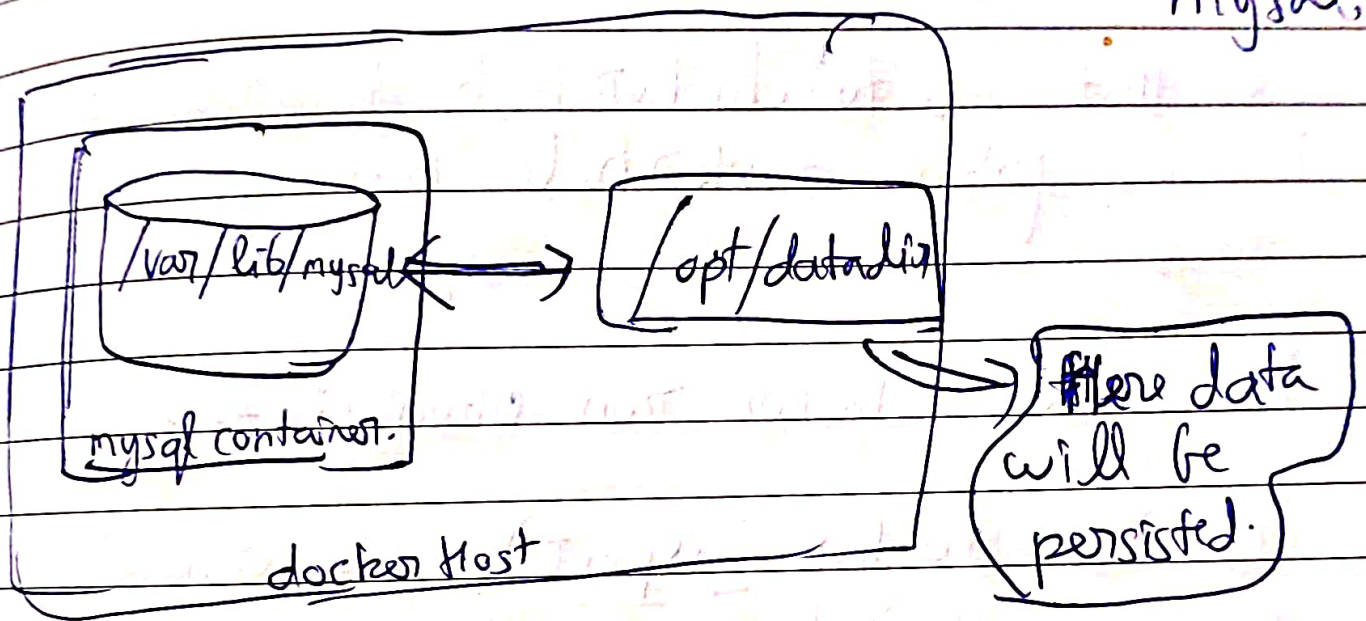 /var/lib/mysql
/opt/datadir
Here data
will be
persisted.
mysql container.
docker Host